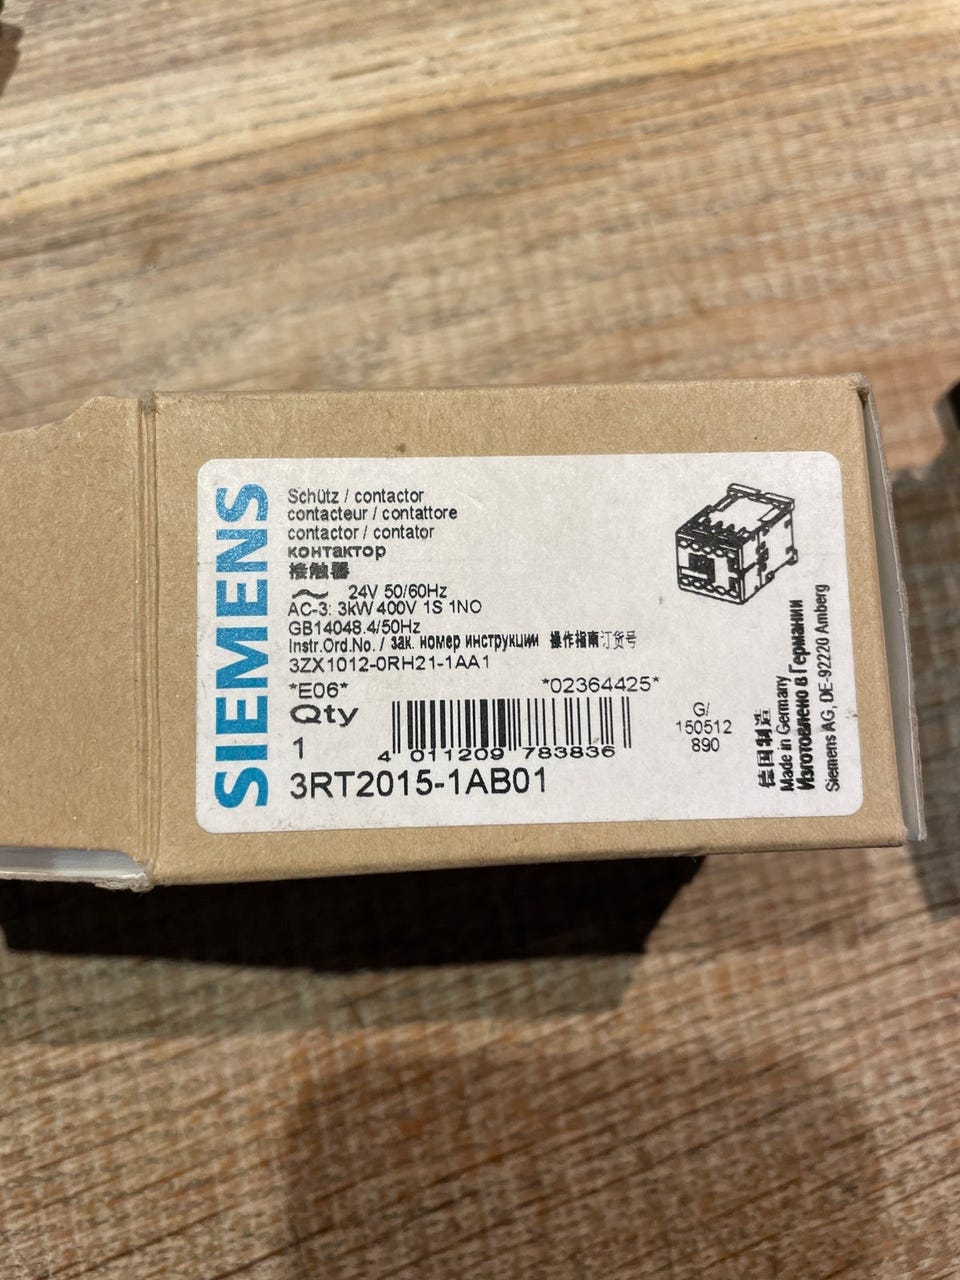 SIEMENS
Schütz / contactor
contacteur / contattore
contactor / contator
контактор
接触器
~ 24V 50/60Hz
AC-3: 3kW 400V 1S 1NO
GB14048.4/50Hz
Instr.Ord.No. / зак. номер инструкции 操作指南订货号
3ZX1012-0RH21-1AA1
*E06* *02364425*
Qty
1
4 011209 783836
3RT2015-1AB01
G/
150512
890
德国制造
Made in Germany
Изготовлено в Германии
Siemens AG, DE-92220 Amberg